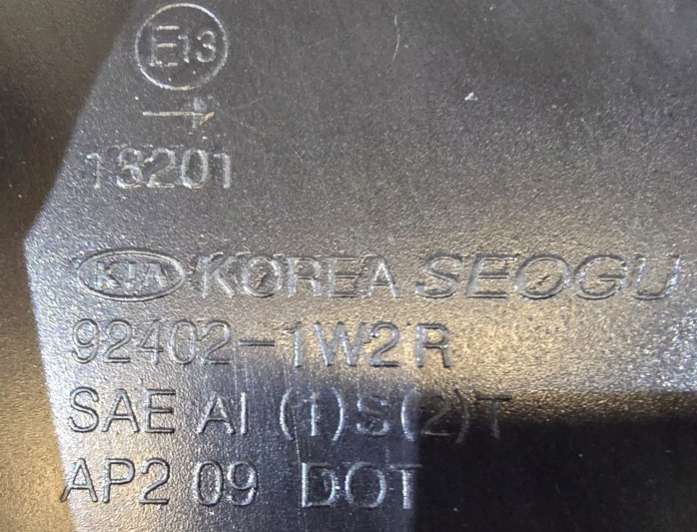 E13
18201
KIA KOREA SEOGU
92402-1W2R
SAE AI (1)S(2)T
AP2 09 DOT